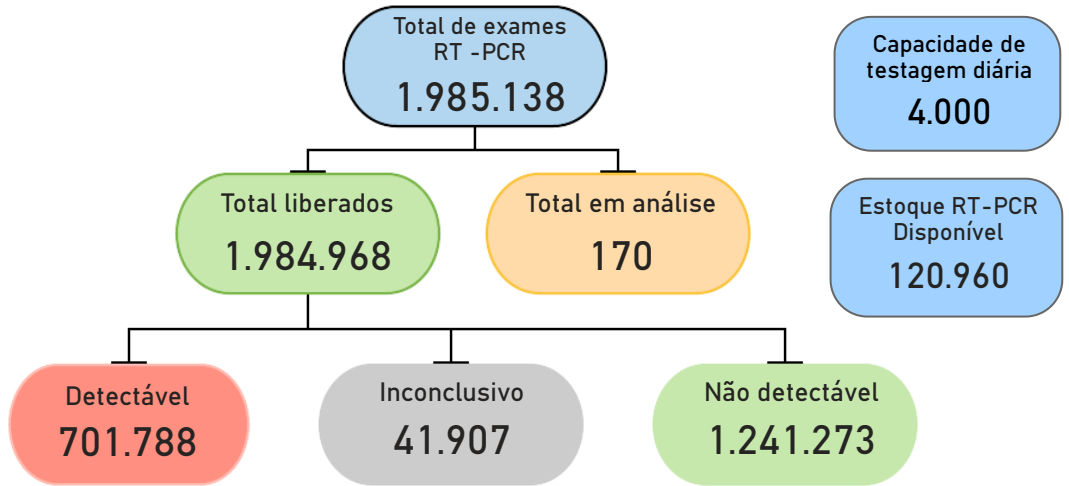 Total de exames
RT -PCR
1.985.138
Capacidade de
testagem diária
4.000
Total liberados
1.984.968
Total em análise
170
Estoque RT-PCR
Disponível
120.960
Detectável
701.788
Inconclusivo
41.907
Não detectável
1.241.273